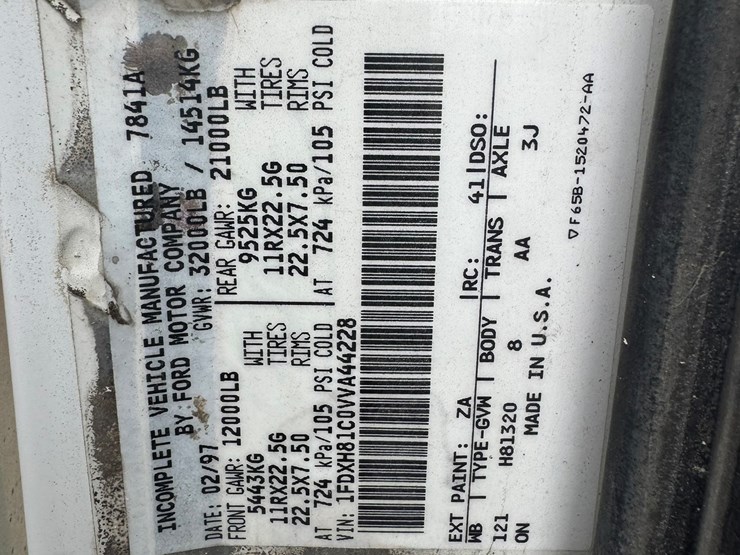 INCOMPLETE VEHICLE MANUFACTURED 7841A
BY FORD MOTOR COMPANY
DATE: 02/97 GVWR: 32000LB / 14514KG
FRONT GAWR: 12000LB REAR GAWR: 21000LB
5443KG WITH 9525KG WITH
11RX22.5G TIRES 11RX22.5G TIRES
22.5X7.50 RIMS 22.5X7.50 RIMS
AT 724 kPa/105 PSI COLD AT 724 kPa/105 PSI COLD
VIN: 1FDXH81C0VVA44228
EXT PAINT: ZA RC: 41 DSO:
WB TYPE-GVW BODY TRANS AXLE
121 H81320 8 AA 3J
ON MADE IN U.S.A.
▽ F65B-1520472-AA